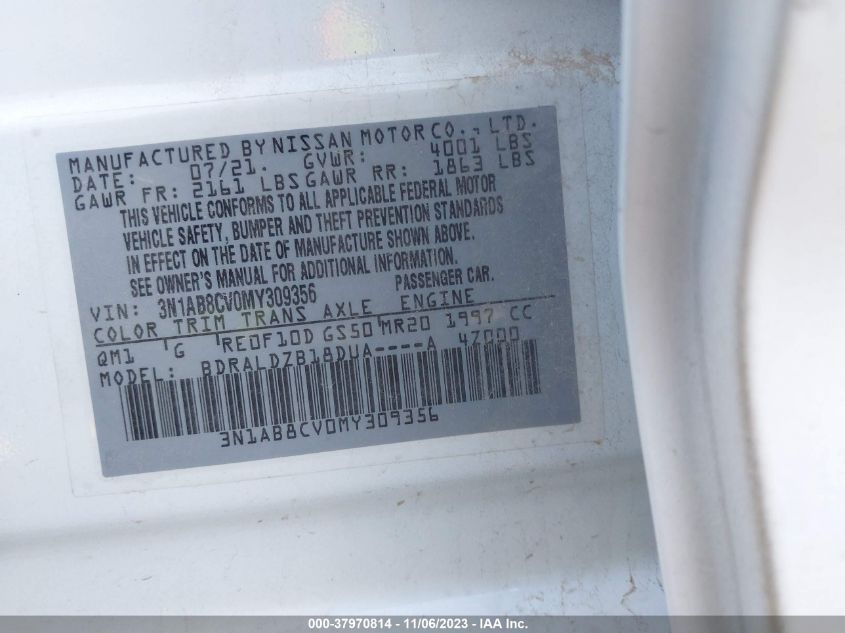 MANUFACTURED BY NISSAN MOTOR CO., LTD.
DATE: 07/21. GVWR: 4001 LBS
GAWR FR: 2161 LBS GAWR RR: 1863 LBS
THIS VEHICLE CONFORMS TO ALL APPLICABLE FEDERAL MOTOR
VEHICLE SAFETY, BUMPER AND THEFT PREVENTION STANDARDS
IN EFFECT ON THE DATE OF MANUFACTURE SHOWN ABOVE.
SEE OWNER'S MANUAL FOR ADDITIONAL INFORMATION.
VIN: 3N1AB8CV0MY309356 PASSENGER CAR.
COLOR TRIM TRANS AXLE ENGINE
QM1 G RE0F10D GS50 MR20 1997 CC
MODEL: BDRALDZB18DUA----A 47000
3N1AB8CV0MY309356
000-37970814 - 11/06/2023 - IAA Inc.